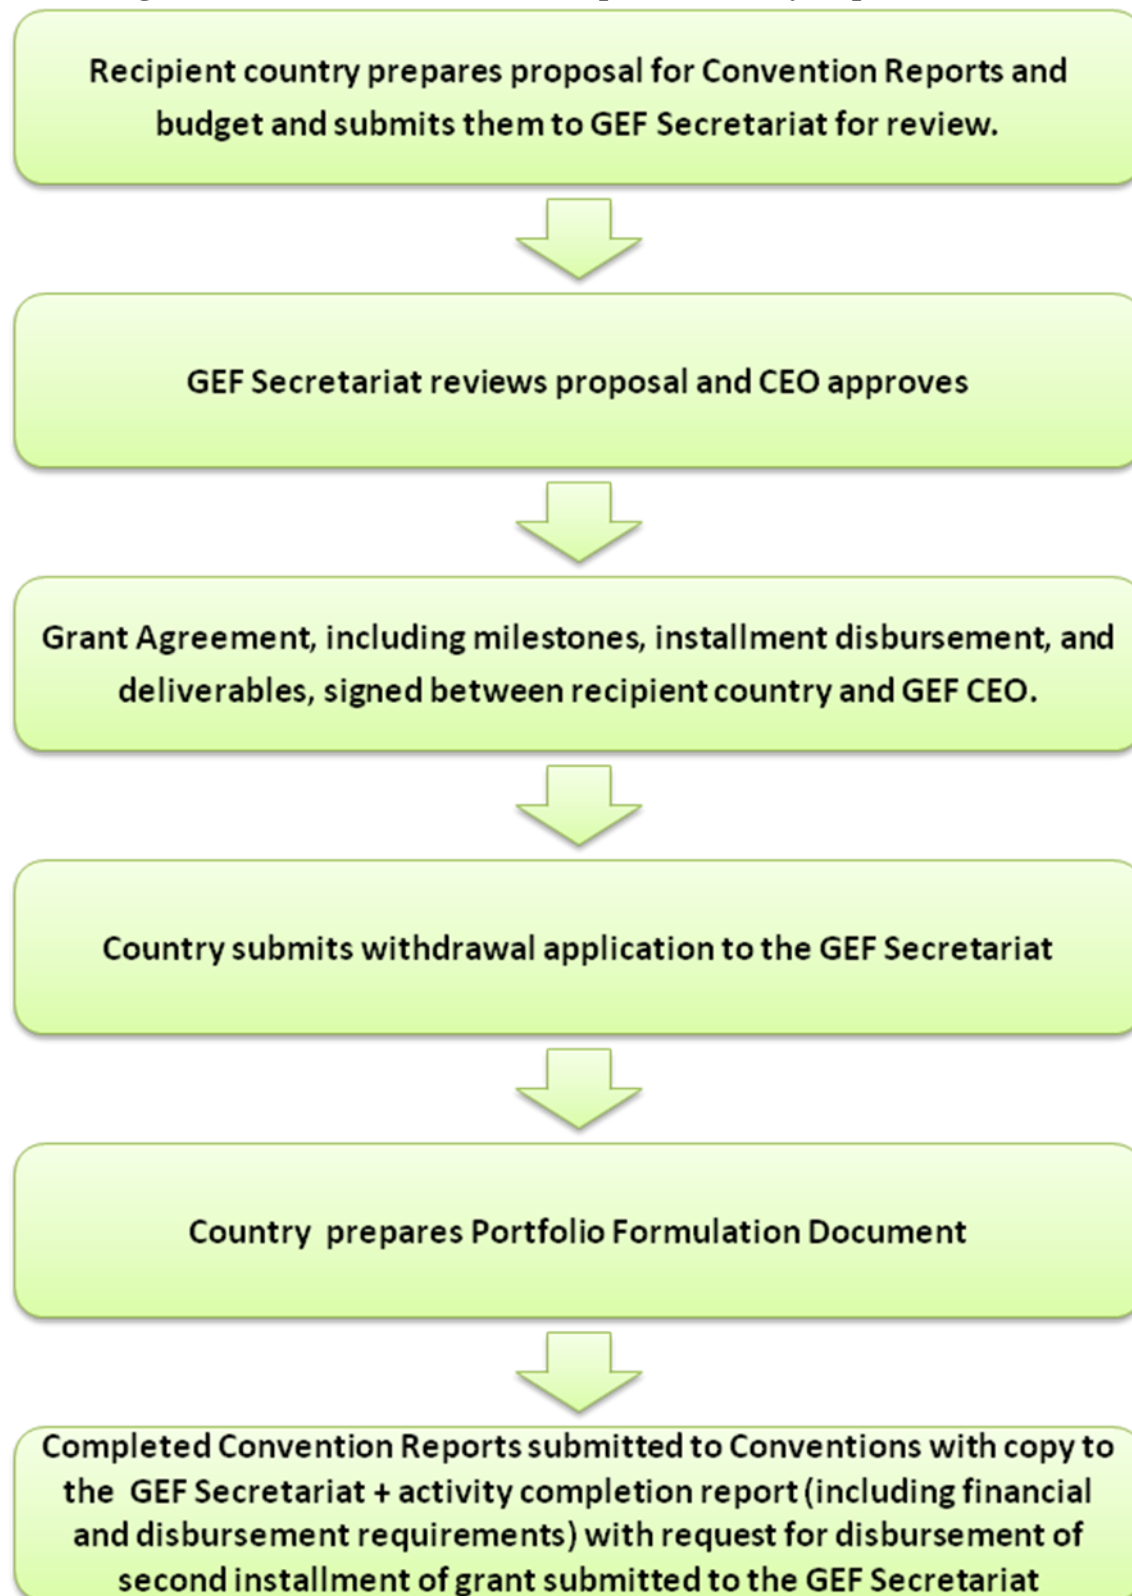 Recipient country prepares proposal for Convention Reports and
budget and submits them to GEF Secretariat for review.
GEF Secretariat reviews proposal and CEO approves
Grant Agreement, including milestones, installment disbursement, and
deliverables, signed between recipient country and GEF CEO.
Country submits withdrawal application to the GEF Secretariat
Country prepares Portfolio Formulation Document
Completed Convention Reports submitted to Conventions with copy to
the GEF Secretariat + activity completion report (including financial
and disbursement requirements) with request for disbursement of
second installment of grant submitted to the GEF Secretariat